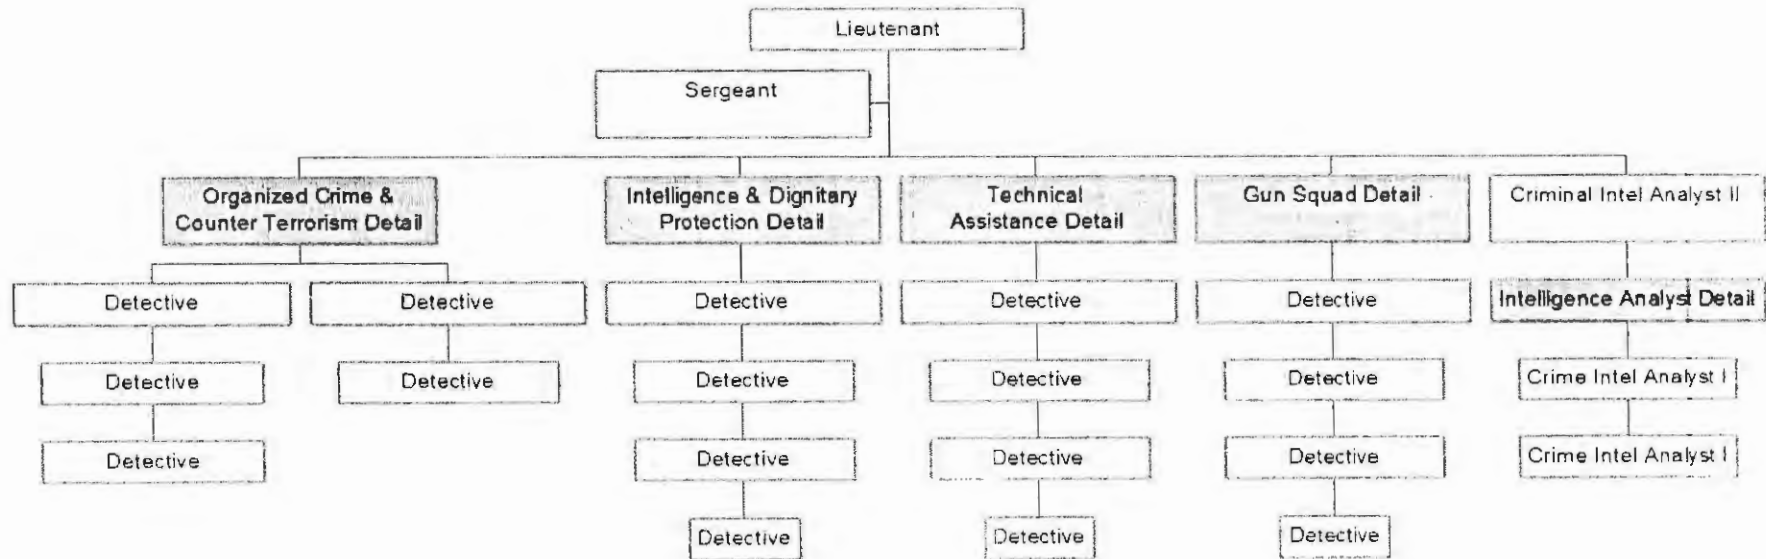 Lieutenant
Sergeant
Organized Crime &
Counter Terrorism Detail
Intelligence & Dignitary
Protection Detail
Technical
Assistance Detail
Gun Squad Detail
Criminal Intel Analyst II
Detective
Detective
Detective
Detective
Detective
Intelligence Analyst Detail
Detective
Detective
Detective
Detective
Detective
Crime Intel Analyst I
Detective
Detective
Detective
Detective
Crime Intel Analyst I
Detective
Detective
Detective